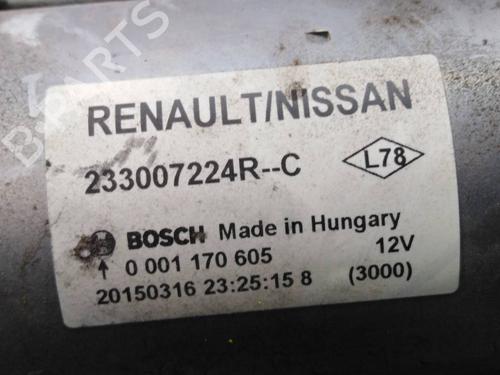 RENAULT/NISSAN
233007224R--C L78
BOSCH Made in Hungary
0 001 170 605 12V
20150316 23:25:15 8 (3000)